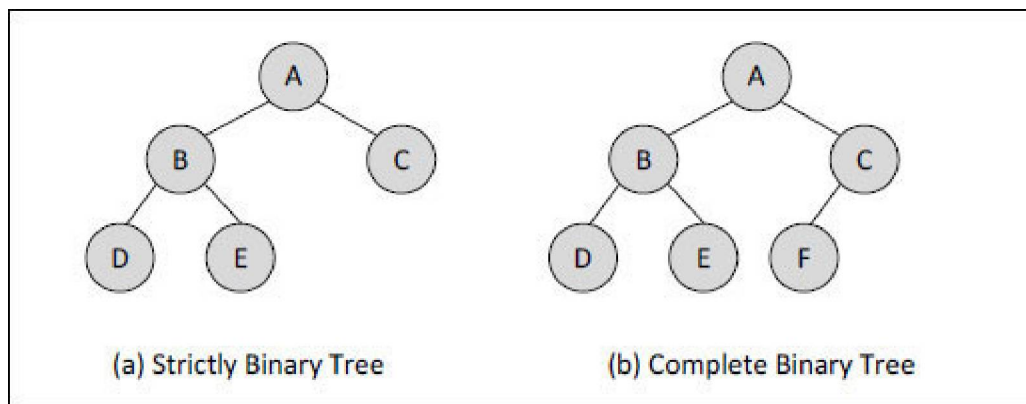 A
B
C
D
E
(a) Strictly Binary Tree
A
B
C
D
E
F
(b) Complete Binary Tree